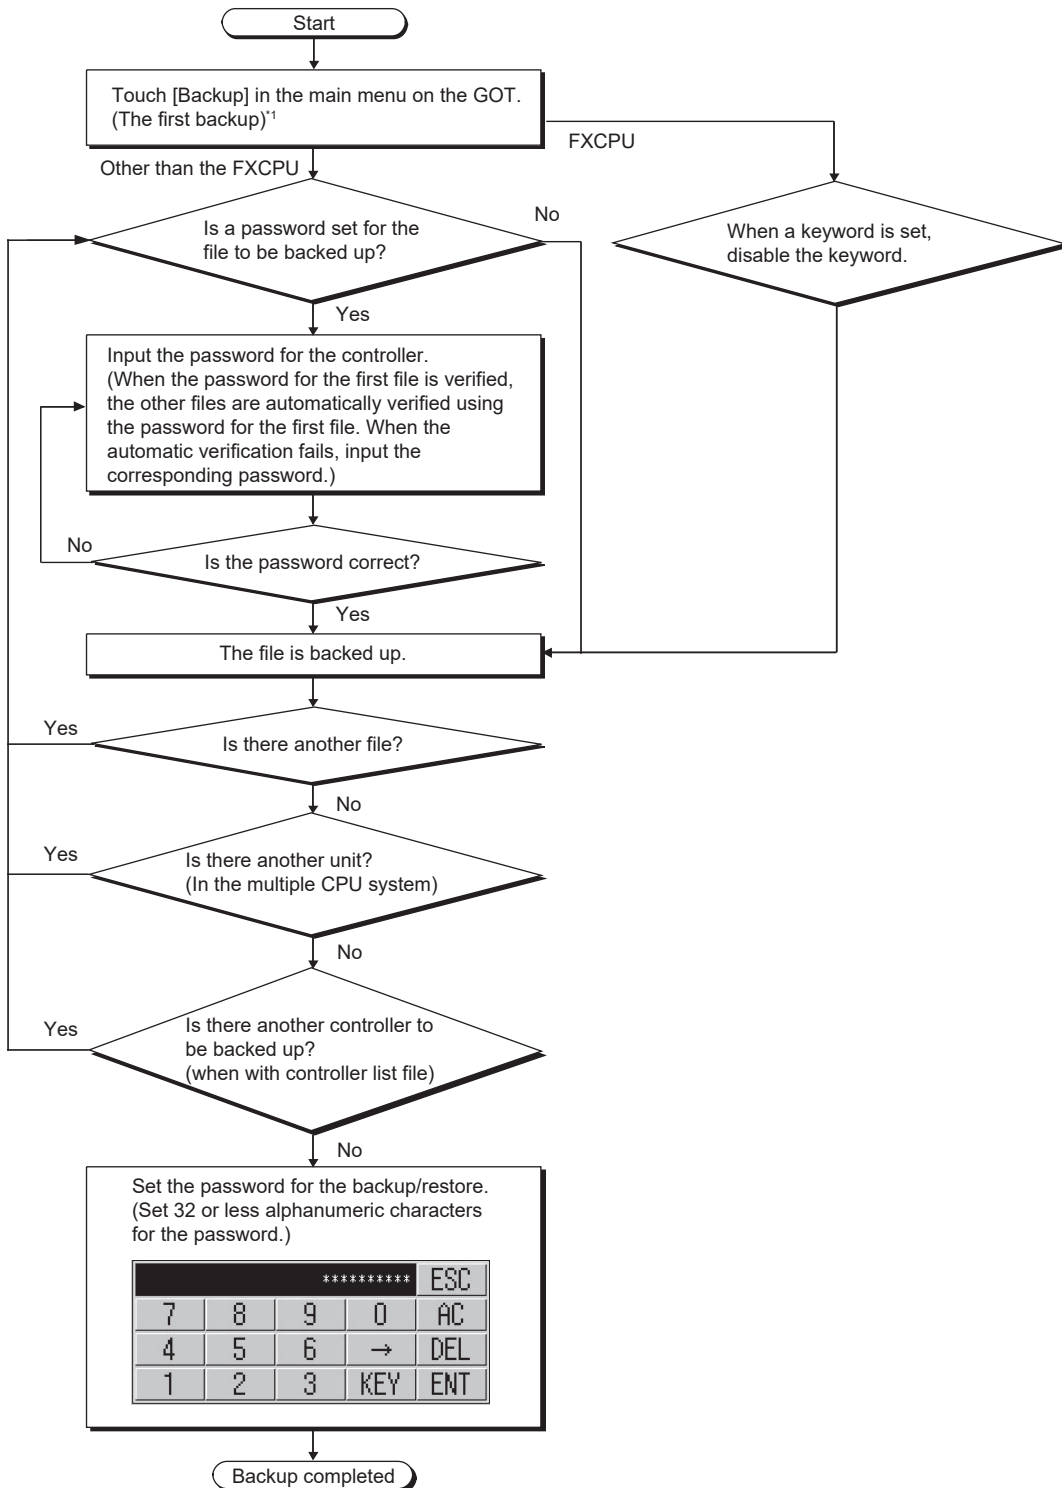 Start
Touch [Backup] in the main menu on the GOT.
(The first backup)*1
FXCPU
Other than the FXCPU
Is a password set for the
file to be backed up?
No
When a keyword is set,
disable the keyword.
Yes
Input the password for the controller.
(When the password for the first file is verified,
the other files are automatically verified using
the password for the first file. When the
automatic verification fails, input the
corresponding password.)
No
Is the password correct?
Yes
The file is backed up.
Yes
Is there another file?
No
Yes
Is there another unit?
(In the multiple CPU system)
No
Yes
Is there another controller to
be backed up?
(when with controller list file)
No
Set the password for the backup/restore.
(Set 32 or less alphanumeric characters
for the password.)
********** ESC
7 8 9 0 AC
4 5 6 → DEL
1 2 3 KEY ENT
Backup completed